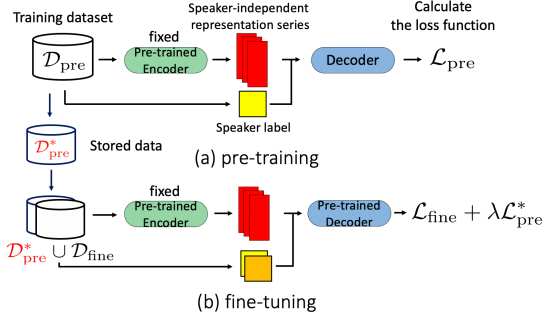 Training dataset
fixed
Speaker-independent
representation series
Calculate
the loss function
𝒟pre
Pre-trained
Encoder
Decoder
ℒpre
Speaker label
𝒟*pre
Stored data
(a) pre-training
fixed
Pre-trained
Encoder
Pre-trained
Decoder
ℒfine + λℒ*pre
𝒟*pre ∪ 𝒟fine
(b) fine-tuning